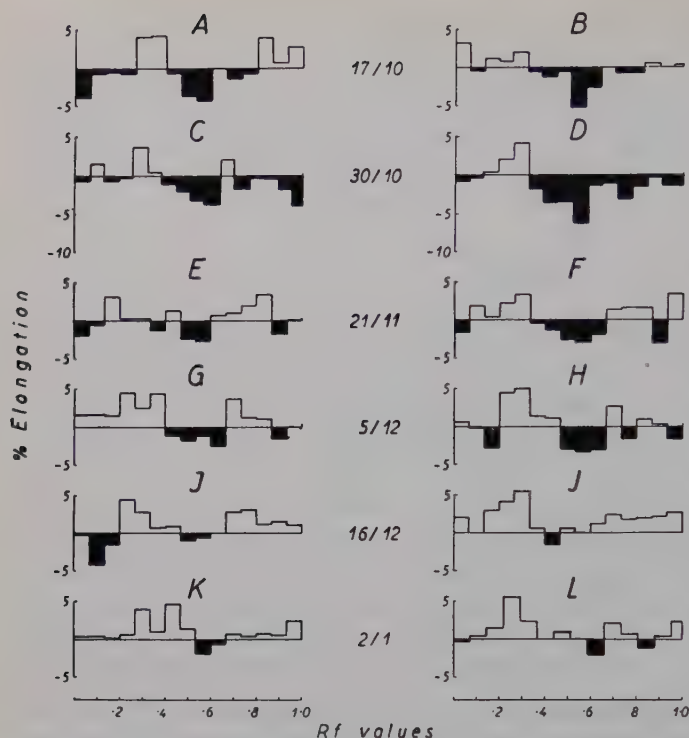 A B
5 5
17/10
-5 -5
C D
5 5
30/10
-5 -5
-10 -10
E F
5 5
21/11
-5 -5
G H
5 5
5/12
-5 -5
J J
5 5
16/12
-5 -5
K L
5 5
2/1
-5 -5
·2 ·4 ·6 ·8 1·0 ·2 ·4 ·6 ·8 1·0
Rf values
% Elongation